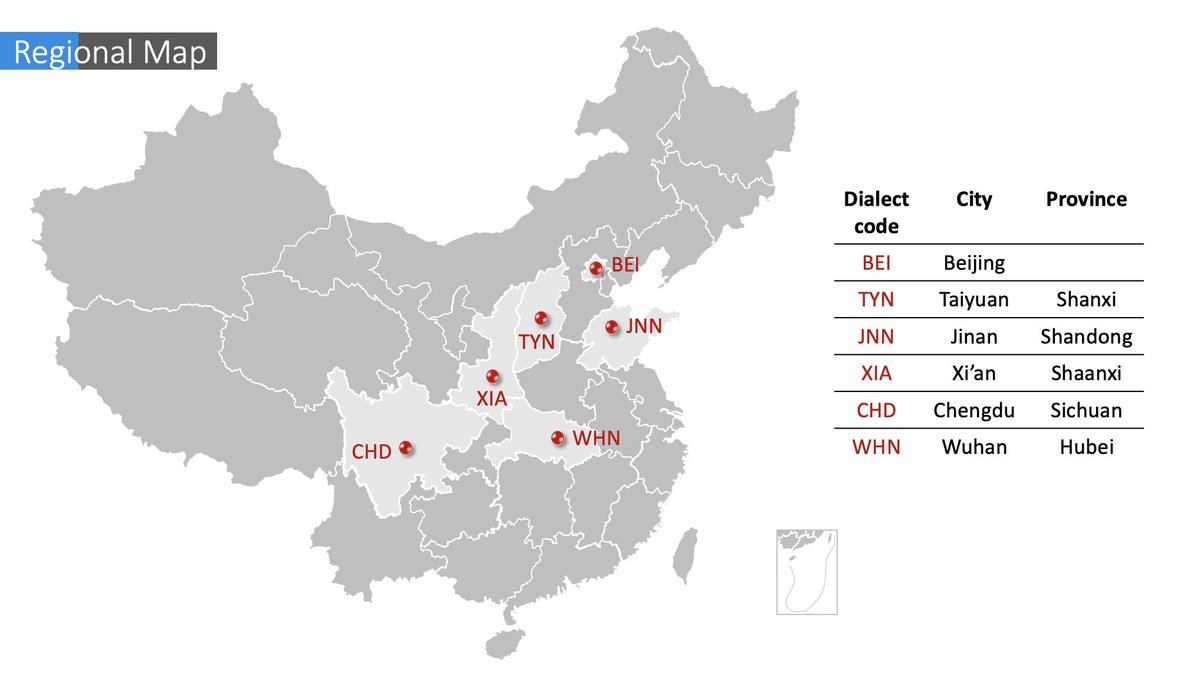 Regional Map
BEI
JNN
TYN
XIA
WHN
CHD
Dialect code City Province
BEI Beijing
TYN Taiyuan Shanxi
JNN Jinan Shandong
XIA Xi’an Shaanxi
CHD Chengdu Sichuan
WHN Wuhan Hubei